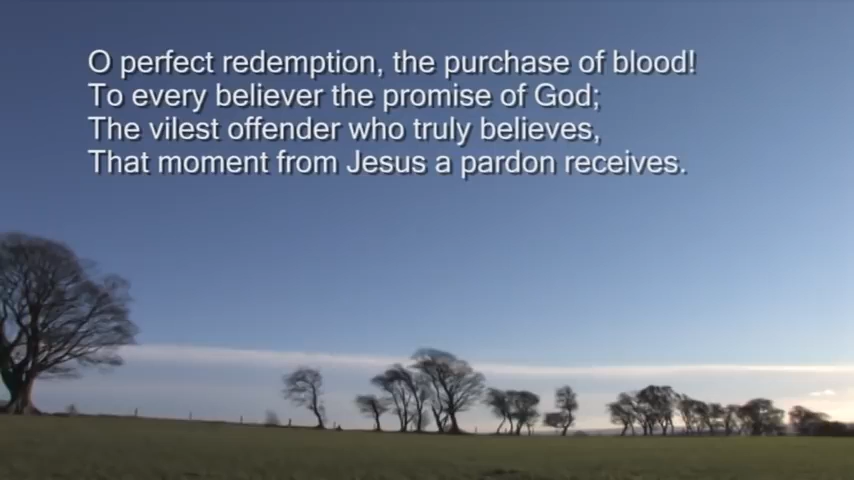 O perfect redemption, the purchase of blood!
To every believer the promise of God;
The vilest offender who truly believes,
That moment from Jesus a pardon receives.